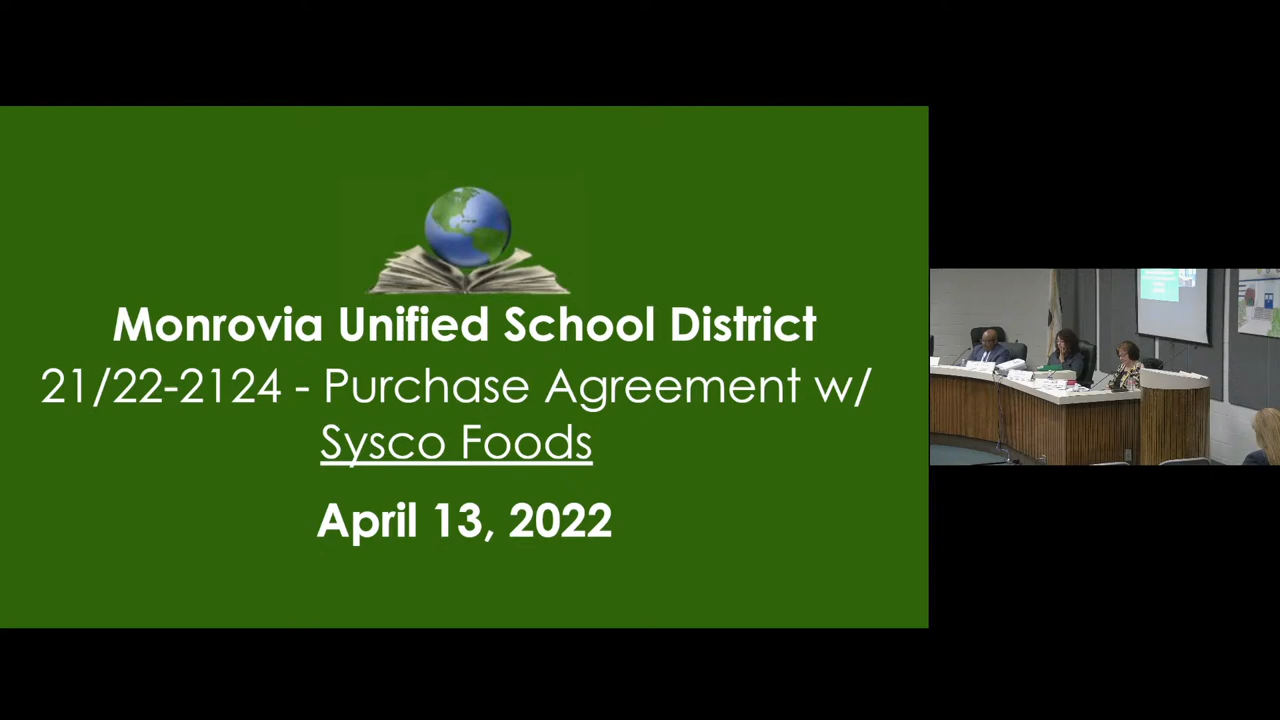 Monrovia Unified School District
21/22-2124 - Purchase Agreement w/
Sysco Foods
April 13, 2022